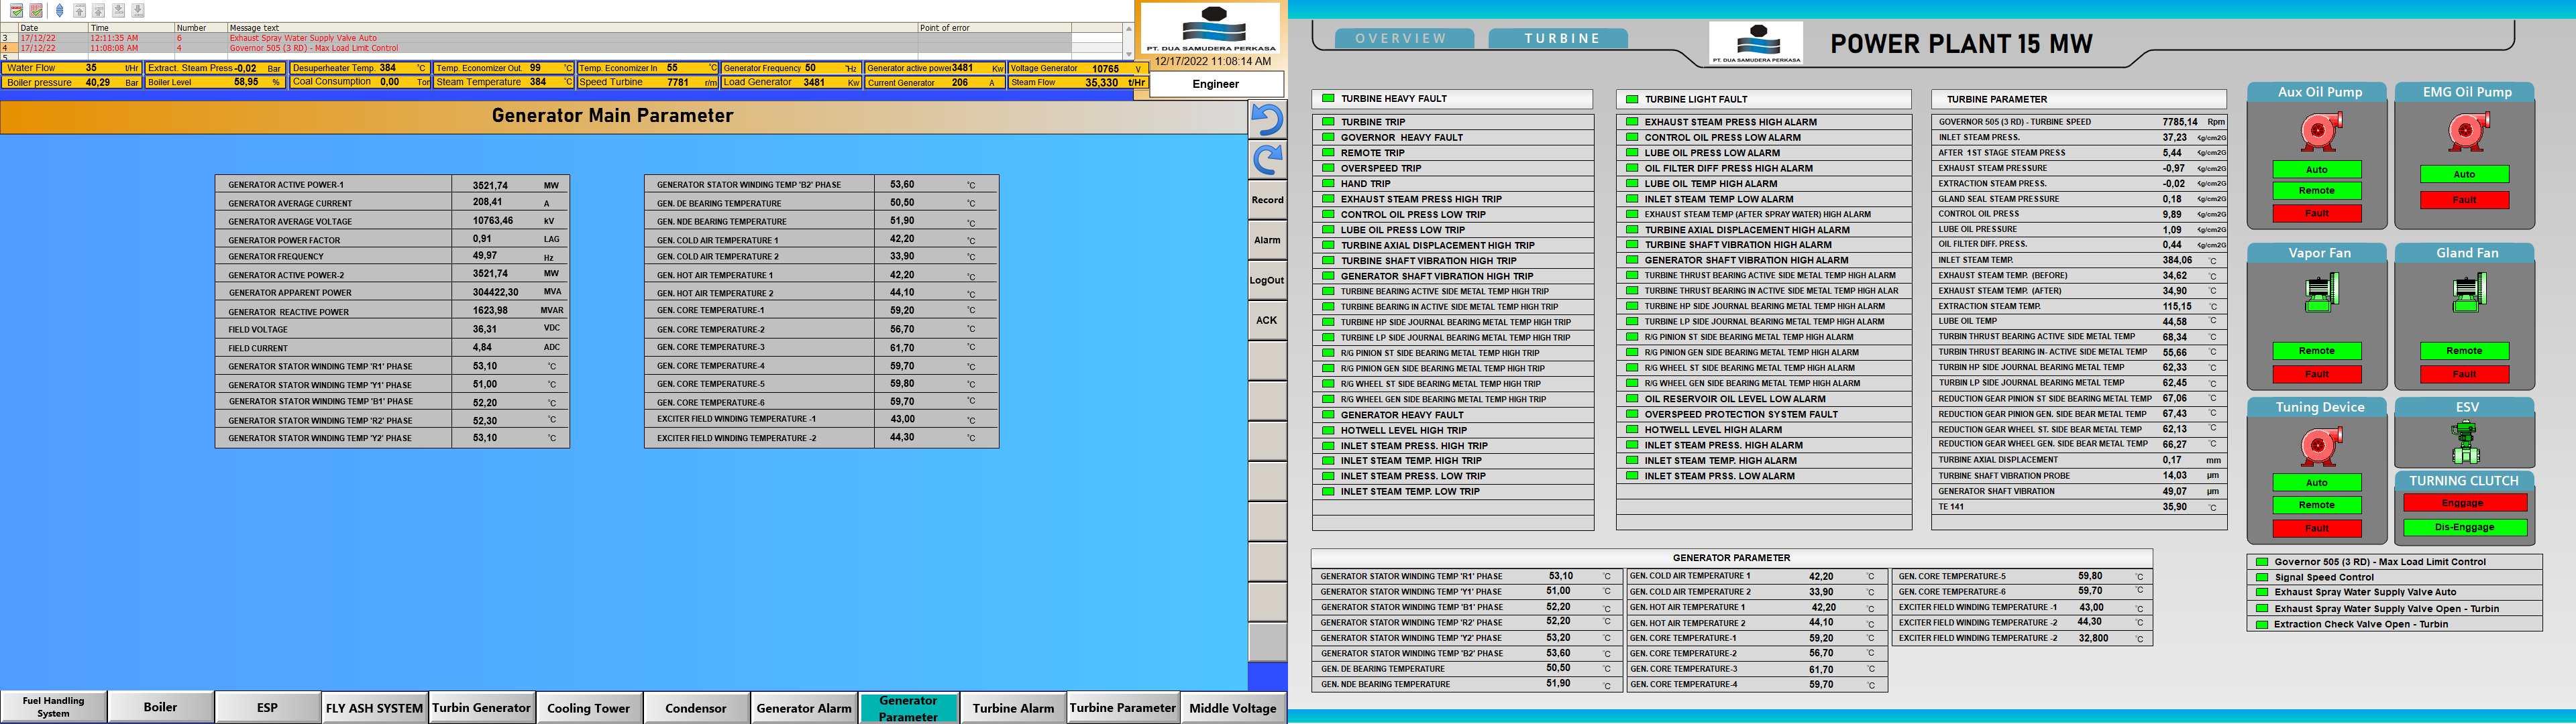 Date Time Number Message text Point of error
3 17/12/22 12:11:35 AM 6 Exhaust Spray Water Supply Valve Auto
4 17/12/22 11:08:08 AM 4 Governor 505 (3 RD) - Max Load Limit Control
5
PT. DUA SAMUDERA PERKASA
12/17/2022 11:08:14 AM
Engineer
Water Flow 35 t/Hr Extract. Steam Press -0,02 Bar Desuperheater Temp. 384 °C Temp. Economizer Out. 99 °C Temp. Economizer In 55 °C Generator Frequency 50 Hz Generator active power 3481 Kw Voltage Generator 10765 V
Boiler pressure 40,29 Bar Boiler Level 58,95 % Coal Consumption 0,00 Ton Steam Temperature 384 °C Speed Turbine 7781 r/m Load Generator 3481 Kw Current Generator 206 A Steam Flow 35,330 t/Hr
Generator Main Parameter
GENERATOR ACTIVE POWER-1 3521,74 MW
GENERATOR AVERAGE CURRENT 208,41 A
GENERATOR AVERAGE VOLTAGE 10763,46 kV
GENERATOR POWER FACTOR 0,91 LAG
GENERATOR FREQUENCY 49,97 Hz
GENERATOR ACTIVE POWER-2 3521,74 MW
GENERATOR APPARENT POWER 304422,30 MVA
GENERATOR REACTIVE POWER 1623,98 MVAR
FIELD VOLTAGE 36,31 VDC
FIELD CURRENT 4,84 ADC
GENERATOR STATOR WINDING TEMP 'R1' PHASE 53,10 °C
GENERATOR STATOR WINDING TEMP 'Y1' PHASE 51,00 °C
GENERATOR STATOR WINDING TEMP 'B1' PHASE 52,20 °C
GENERATOR STATOR WINDING TEMP 'R2' PHASE 52,30 °C
GENERATOR STATOR WINDING TEMP 'Y2' PHASE 53,10 °C
GENERATOR STATOR WINDING TEMP 'B2' PHASE 53,60 °C
GEN. DE BEARING TEMPERATURE 50,50 °C
GEN. NDE BEARING TEMPERATURE 51,90 °C
GEN. COLD AIR TEMPERATURE 1 42,20 °C
GEN. COLD AIR TEMPERATURE 2 33,90 °C
GEN. HOT AIR TEMPERATURE 1 42,20 °C
GEN. HOT AIR TEMPERATURE 2 44,10 °C
GEN. CORE TEMPERATURE-1 59,20 °C
GEN. CORE TEMPERATURE-2 56,70 °C
GEN. CORE TEMPERATURE-3 61,70 °C
GEN. CORE TEMPERATURE-4 59,70 °C
GEN. CORE TEMPERATURE-5 59,80 °C
GEN. CORE TEMPERATURE-6 59,70 °C
EXCITER FIELD WINDING TEMPERATURE -1 43,00 °C
EXCITER FIELD WINDING TEMPERATURE -2 44,30 °C
Record
Alarm
LogOut
ACK
Fuel Handling
System
Boiler
ESP
FLY ASH SYSTEM
Turbin Generator
Cooling Tower
Condensor
Generator Alarm
Generator
Parameter
Turbine Alarm
Turbine Parameter
Middle Voltage
OVERVIEW
TURBINE
PT. DUA SAMUDERA PERKASA
POWER PLANT 15 MW
TURBINE HEAVY FAULT
TURBINE TRIP
GOVERNOR HEAVY FAULT
REMOTE TRIP
OVERSPEED TRIP
HAND TRIP
EXHAUST STEAM PRESS HIGH TRIP
CONTROL OIL PRESS LOW TRIP
LUBE OIL PRESS LOW TRIP
TURBINE AXIAL DISPLACEMENT HIGH TRIP
TURBINE SHAFT VIBRATION HIGH TRIP
GENERATOR SHAFT VIBRATION HIGH TRIP
TURBINE BEARING ACTIVE SIDE METAL TEMP HIGH TRIP
TURBINE BEARING IN ACTIVE SIDE METAL TEMP HIGH TRIP
TURBINE HP SIDE JOURNAL BEARING METAL TEMP HIGH TRIP
TURBINE LP SIDE JOURNAL BEARING METAL TEMP HIGH TRIP
R/G PINION ST SIDE BEARING METAL TEMP HIGH TRIP
R/G PINION GEN SIDE BEARING METAL TEMP HIGH TRIP
R/G WHEEL ST SIDE BEARING METAL TEMP HIGH TRIP
R/G WHEEL GEN SIDE BEARING METAL TEMP HIGH TRIP
GENERATOR HEAVY FAULT
HOTWELL LEVEL HIGH TRIP
INLET STEAM PRESS. HIGH TRIP
INLET STEAM TEMP. HIGH TRIP
INLET STEAM PRESS. LOW TRIP
INLET STEAM TEMP. LOW TRIP
TURBINE LIGHT FAULT
EXHAUST STEAM PRESS HIGH ALARM
CONTROL OIL PRESS LOW ALARM
LUBE OIL PRESS LOW ALARM
OIL FILTER DIFF PRESS HIGH ALARM
LUBE OIL TEMP HIGH ALARM
INLET STEAM TEMP LOW ALARM
EXHAUST STEAM TEMP (AFTER SPRAY WATER) HIGH ALARM
TURBINE AXIAL DISPLACEMENT HIGH ALARM
TURBINE SHAFT VIBRATION HIGH ALARM
GENERATOR SHAFT VIBRATION HIGH ALARM
TURBINE THRUST BEARING ACTIVE SIDE METAL TEMP HIGH ALARM
TURBINE THRUST BEARING IN ACTIVE SIDE METAL TEMP HIGH ALAR
TURBINE HP SIDE JOURNAL BEARING METAL TEMP HIGH ALARM
TURBINE LP SIDE JOURNAL BEARING METAL TEMP HIGH ALARM
R/G PINION ST SIDE BEARING METAL TEMP HIGH ALARM
R/G PINION GEN SIDE BEARING METAL TEMP HIGH ALARM
R/G WHEEL ST SIDE BEARING METAL TEMP HIGH ALARM
R/G WHEEL GEN SIDE BEARING METAL TEMP HIGH ALARM
OIL RESERVOIR OIL LEVEL LOW ALARM
OVERSPEED PROTECTION SYSTEM FAULT
HOTWELL LEVEL HIGH ALARM
INLET STEAM PRESS. HIGH ALARM
INLET STEAM TEMP. HIGH ALARM
INLET STEAM PRSS. LOW ALARM
TURBINE PARAMETER
GOVERNOR 505 (3 RD) - TURBINE SPEED 7785,14 Rpm
INLET STEAM PRESS. 37,23 Kg/cm2G
AFTER 1ST STAGE STEAM PRESS 5,44 Kg/cm2G
EXHAUST STEAM PRESSURE -0,97 Kg/cm2G
EXTRACTION STEAM PRESS. -0,02 Kg/cm2G
GLAND SEAL STEAM PRESSURE 0,18 Kg/cm2G
CONTROL OIL PRESS 9,89 Kg/cm2G
LUBE OIL PRESSURE 1,09 Kg/cm2G
OIL FILTER DIFF. PRESS. 0,44 Kg/cm2G
INLET STEAM TEMP. 384,06 °C
EXHAUST STEAM TEMP. (BEFORE) 34,62 °C
EXHAUST STEAM TEMP. (AFTER) 34,90 °C
EXTRACTION STEAM TEMP. 115,15 °C
LUBE OIL TEMP 44,58 °C
TURBIN THRUST BEARING ACTIVE SIDE METAL TEMP 68,34 °C
TURBIN THRUST BEARING IN- ACTIVE SIDE METAL TEMP 55,66 °C
TURBIN HP SIDE JOURNAL BEARING METAL TEMP 62,33 °C
TURBIN LP SIDE JOURNAL BEARING METAL TEMP 62,45 °C
REDUCTION GEAR PINION ST SIDE BEARING METAL TEMP 67,06 °C
REDUCTION GEAR PINION GEN. SIDE BEAR METAL TEMP 67,43 °C
REDUCTION GEAR WHEEL ST. SIDE BEAR METAL TEMP 62,13 °C
REDUCTION GEAR WHEEL GEN. SIDE BEAR METAL TEMP 66,27 °C
TURBINE AXIAL DISPLACEMENT 0,17 mm
TURBINE SHAFT VIBRATION PROBE 14,03 µm
GENERATOR SHAFT VIBRATION 49,07 µm
TE 141 35,90 °C
GENERATOR PARAMETER
GENERATOR STATOR WINDING TEMP 'R1' PHASE 53,10 °C
GENERATOR STATOR WINDING TEMP 'Y1' PHASE 51,00 °C
GENERATOR STATOR WINDING TEMP 'B1' PHASE 52,20 °C
GENERATOR STATOR WINDING TEMP 'R2' PHASE 52,20 °C
GENERATOR STATOR WINDING TEMP 'Y2' PHASE 53,20 °C
GENERATOR STATOR WINDING TEMP 'B2' PHASE 53,60 °C
GEN. DE BEARING TEMPERATURE 50,50 °C
GEN. NDE BEARING TEMPERATURE 51,90 °C
GEN. COLD AIR TEMPERATURE 1 42,20 °C
GEN. COLD AIR TEMPERATURE 2 33,90 °C
GEN. HOT AIR TEMPERATURE 1 42,20 °C
GEN. HOT AIR TEMPERATURE 2 44,10 °C
GEN. CORE TEMPERATURE-1 59,20 °C
GEN. CORE TEMPERATURE-2 56,70 °C
GEN. CORE TEMPERATURE-3 61,70 °C
GEN. CORE TEMPERATURE-4 59,70 °C
GEN. CORE TEMPERATURE-5 59,80 °C
GEN. CORE TEMPERATURE-6 59,70 °C
EXCITER FIELD WINDING TEMPERATURE -1 43,00 °C
EXCITER FIELD WINDING TEMPERATURE -2 44,30 °C
EXCITER FIELD WINDING TEMPERATURE -2 32,800 °C
Aux Oil Pump
Auto
Remote
Fault
EMG Oil Pump
Auto
Fault
Vapor Fan
Remote
Fault
Gland Fan
Remote
Fault
Tuning Device
Auto
Remote
Fault
ESV
TURNING CLUTCH
Enggage
Dis-Enggage
Governor 505 (3 RD) - Max Load Limit Control
Signal Speed Control
Exhaust Spray Water Supply Valve Auto
Exhaust Spray Water Supply Valve Open - Turbin
Extraction Check Valve Open - Turbin